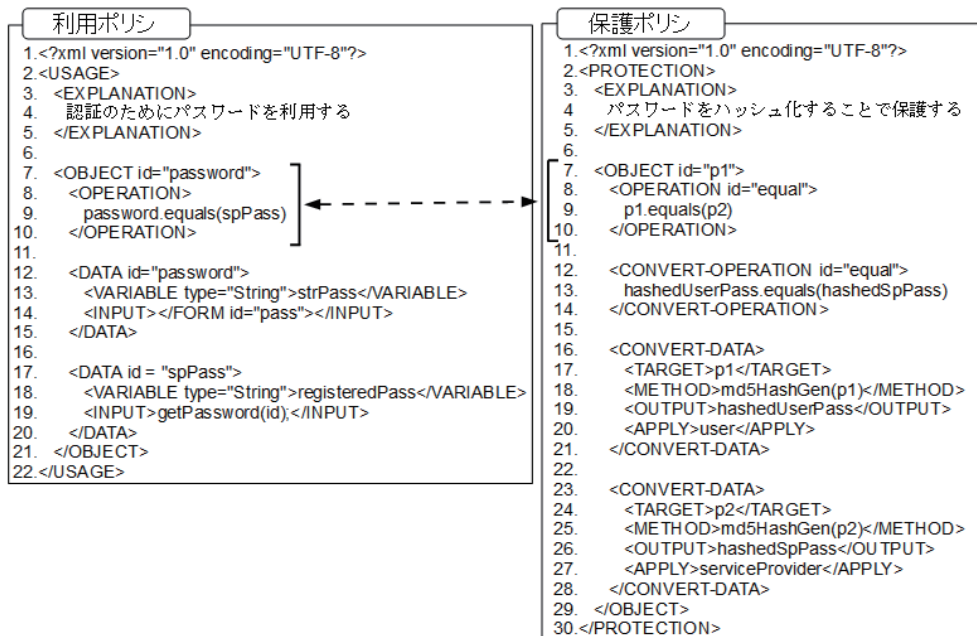 利用ポリシ
1.<?xml version="1.0" encoding="UTF-8"?>
2.<USAGE>
3. <EXPLANATION>
4. 認証のためにパスワードを利用する
5. </EXPLANATION>
6.
7. <OBJECT id="password">
8. <OPERATION>
9. password.equals(spPass)
10. </OPERATION>
11.
12. <DATA id="password">
13. <VARIABLE type="String">strPass</VARIABLE>
14. <INPUT></FORM id="pass"></INPUT>
15. </DATA>
16.
17. <DATA id = "spPass">
18. <VARIABLE type="String">registeredPass</VARIABLE>
19. <INPUT>getPassword(id);</INPUT>
20. </DATA>
21. </OBJECT>
22.</USAGE>
保護ポリシ
1.<?xml version="1.0" encoding="UTF-8"?>
2.<PROTECTION>
3. <EXPLANATION>
4 パスワードをハッシュ化することで保護する
5. </EXPLANATION>
6.
7. <OBJECT id="p1">
8. <OPERATION id="equal">
9. p1.equals(p2)
10. </OPERATION>
11.
12. <CONVERT-OPERATION id="equal">
13. hashedUserPass.equals(hashedSpPass)
14. </CONVERT-OPERATION>
15.
16. <CONVERT-DATA>
17. <TARGET>p1</TARGET>
18. <METHOD>md5HashGen(p1)</METHOD>
19. <OUTPUT>hashedUserPass</OUTPUT>
20. <APPLY>user</APPLY>
21. </CONVERT-DATA>
22.
23. <CONVERT-DATA>
24. <TARGET>p2</TARGET>
25. <METHOD>md5HashGen(p2)</METHOD>
26. <OUTPUT>hashedSpPass</OUTPUT>
27. <APPLY>serviceProvider</APPLY>
28. </CONVERT-DATA>
29. </OBJECT>
30.</PROTECTION>